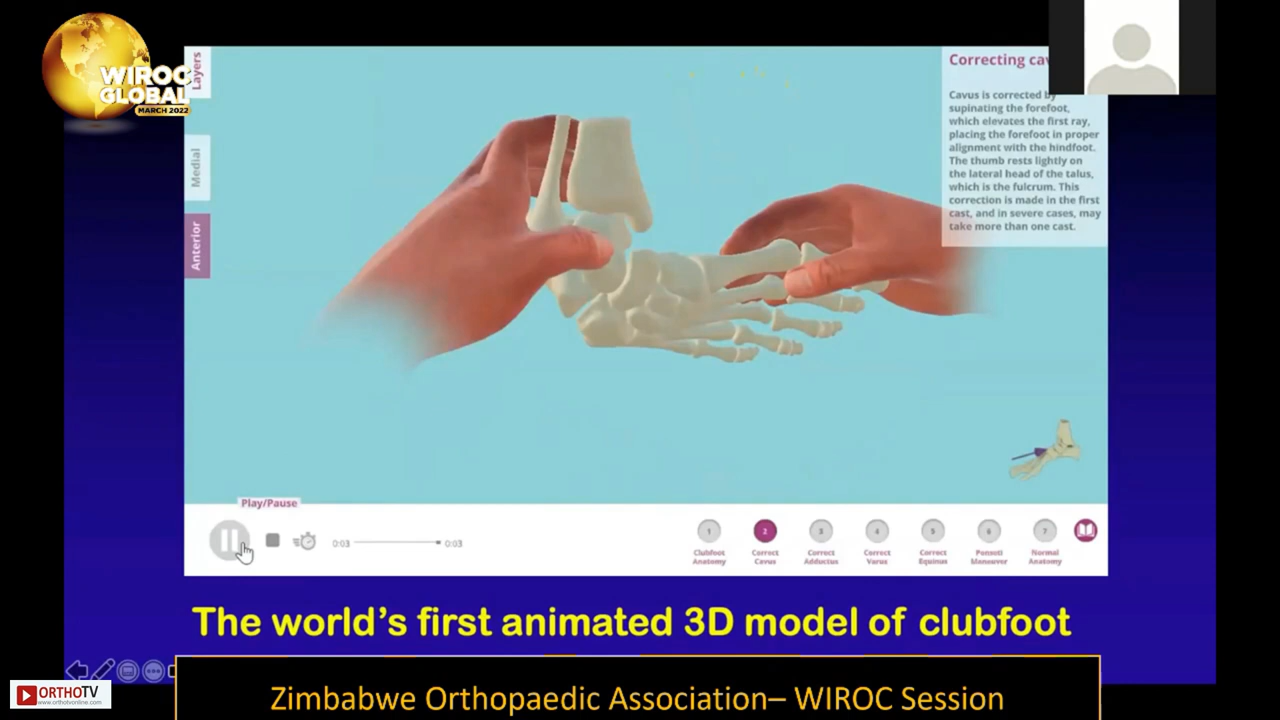 WIROC
GLOBAL
MARCH 2022
Layers
Medial
Anterior
Correcting cav
Cavus is corrected by
supinating the forefoot,
which elevates the first ray,
placing the forefoot in proper
alignment with the hindfoot.
The thumb rests lightly on
the lateral head of the talus,
which is the fulcrum. This
correction is made in the first
cast, and in severe cases, may
take more than one cast.
Play/Pause
0:03
0:03
1
2
3
4
5
6
7
Clubfoot
Anatomy
Correct
Cavus
Correct
Adductus
Correct
Varus
Correct
Equinus
Ponseti
Maneuver
Normal
Anatomy
The world's first animated 3D model of clubfoot
ORTHOTV
www.orthotvonline.com
Zimbabwe Orthopaedic Association– WIROC Session